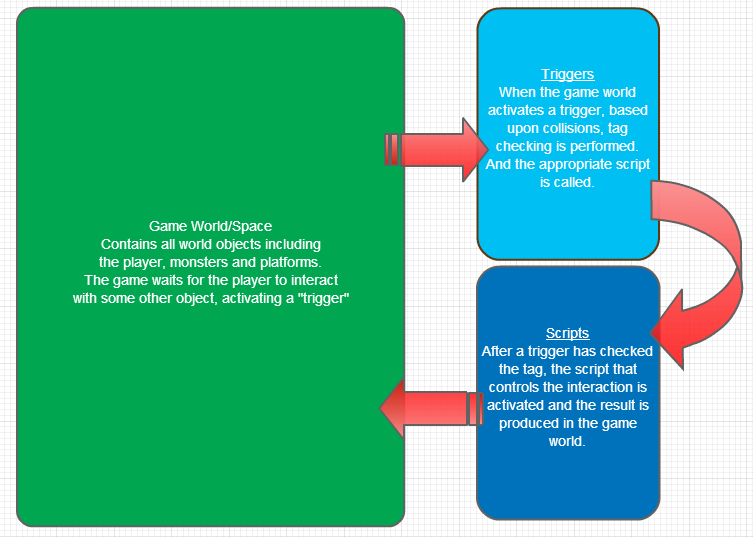 Game World/Space
Contains all world objects including
the player, monsters and platforms.
The game waits for the player to interact
with some other object, activating a "trigger"
Triggers
When the game world
activates a trigger, based
upon collisions, tag
checking is performed.
And the appropriate script
is called.
Scripts
After a trigger has checked
the tag, the script that
controls the interaction is
activated and the result is
produced in the game
world.